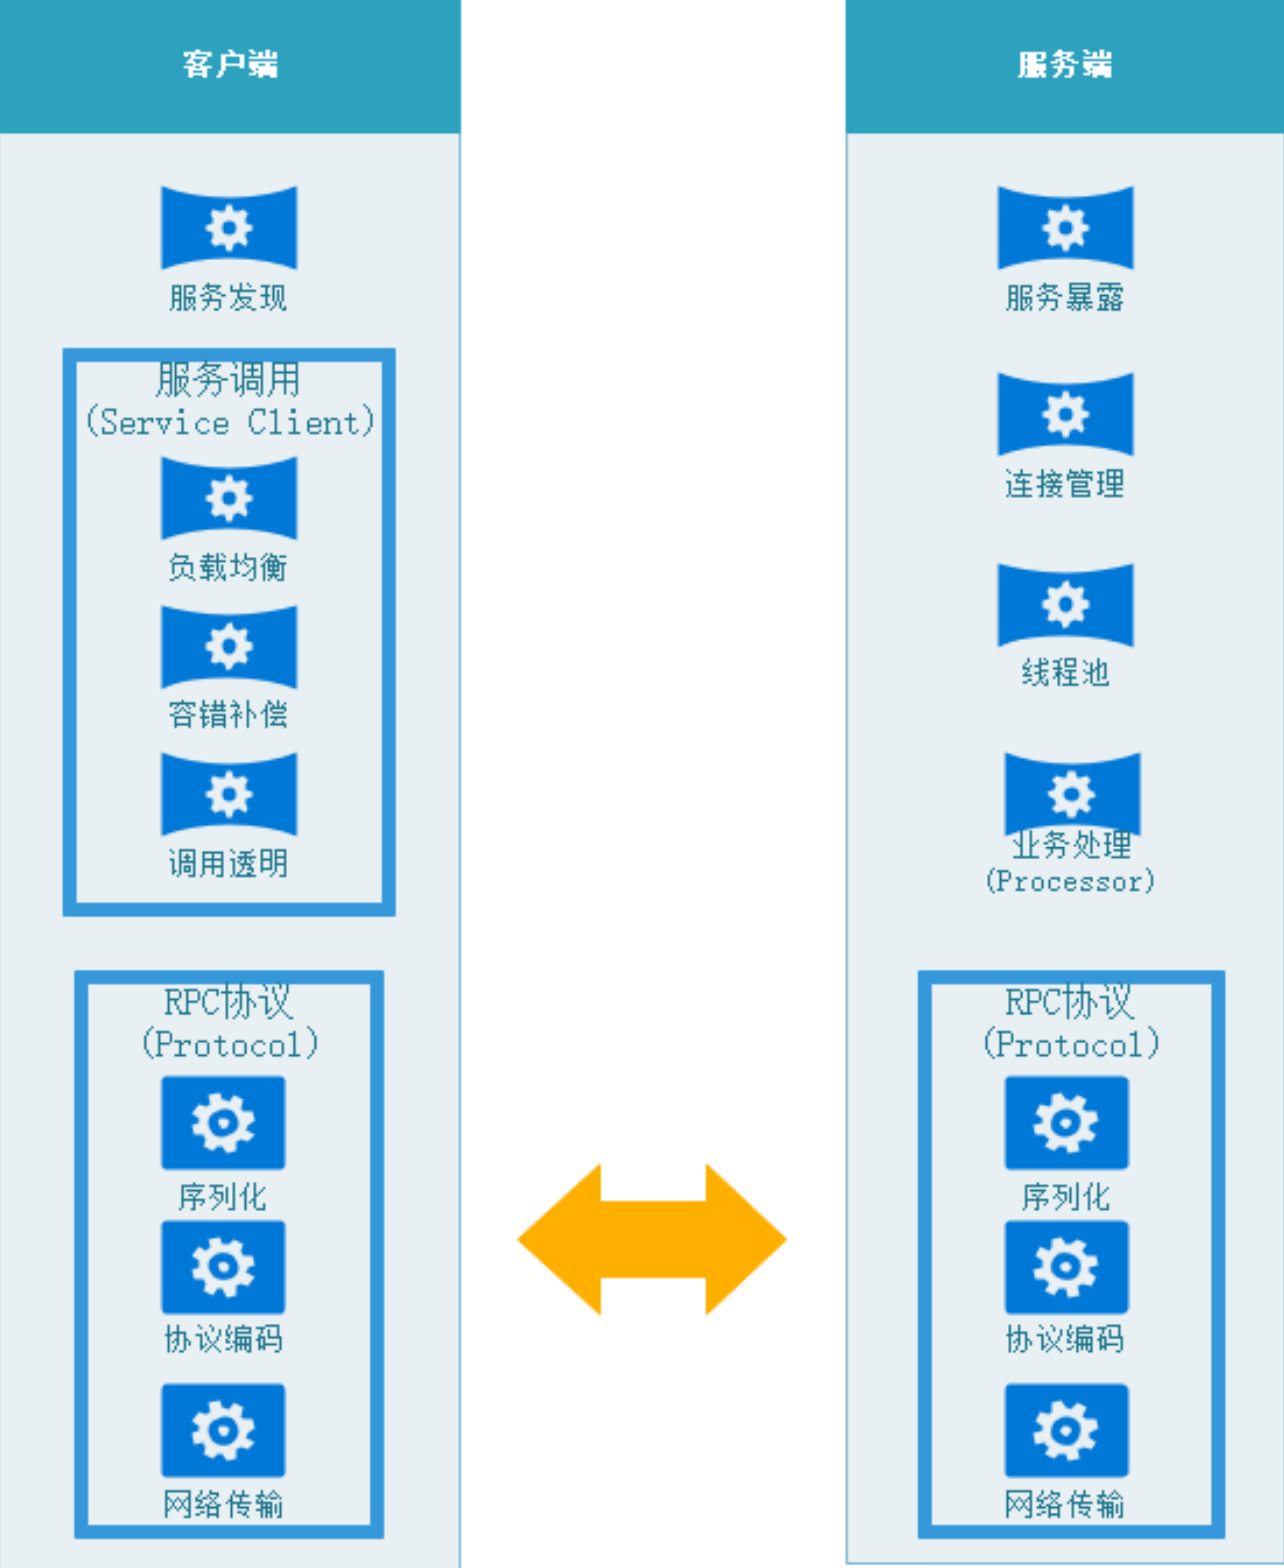 客户端
服务发现
服务调用
(Service Client)
负载均衡
容错补偿
调用透明
RPC协议
(Protocol)
序列化
协议编码
网络传输
服务端
服务暴露
连接管理
线程池
业务处理
(Processor)
RPC协议
(Protocol)
序列化
协议编码
网络传输